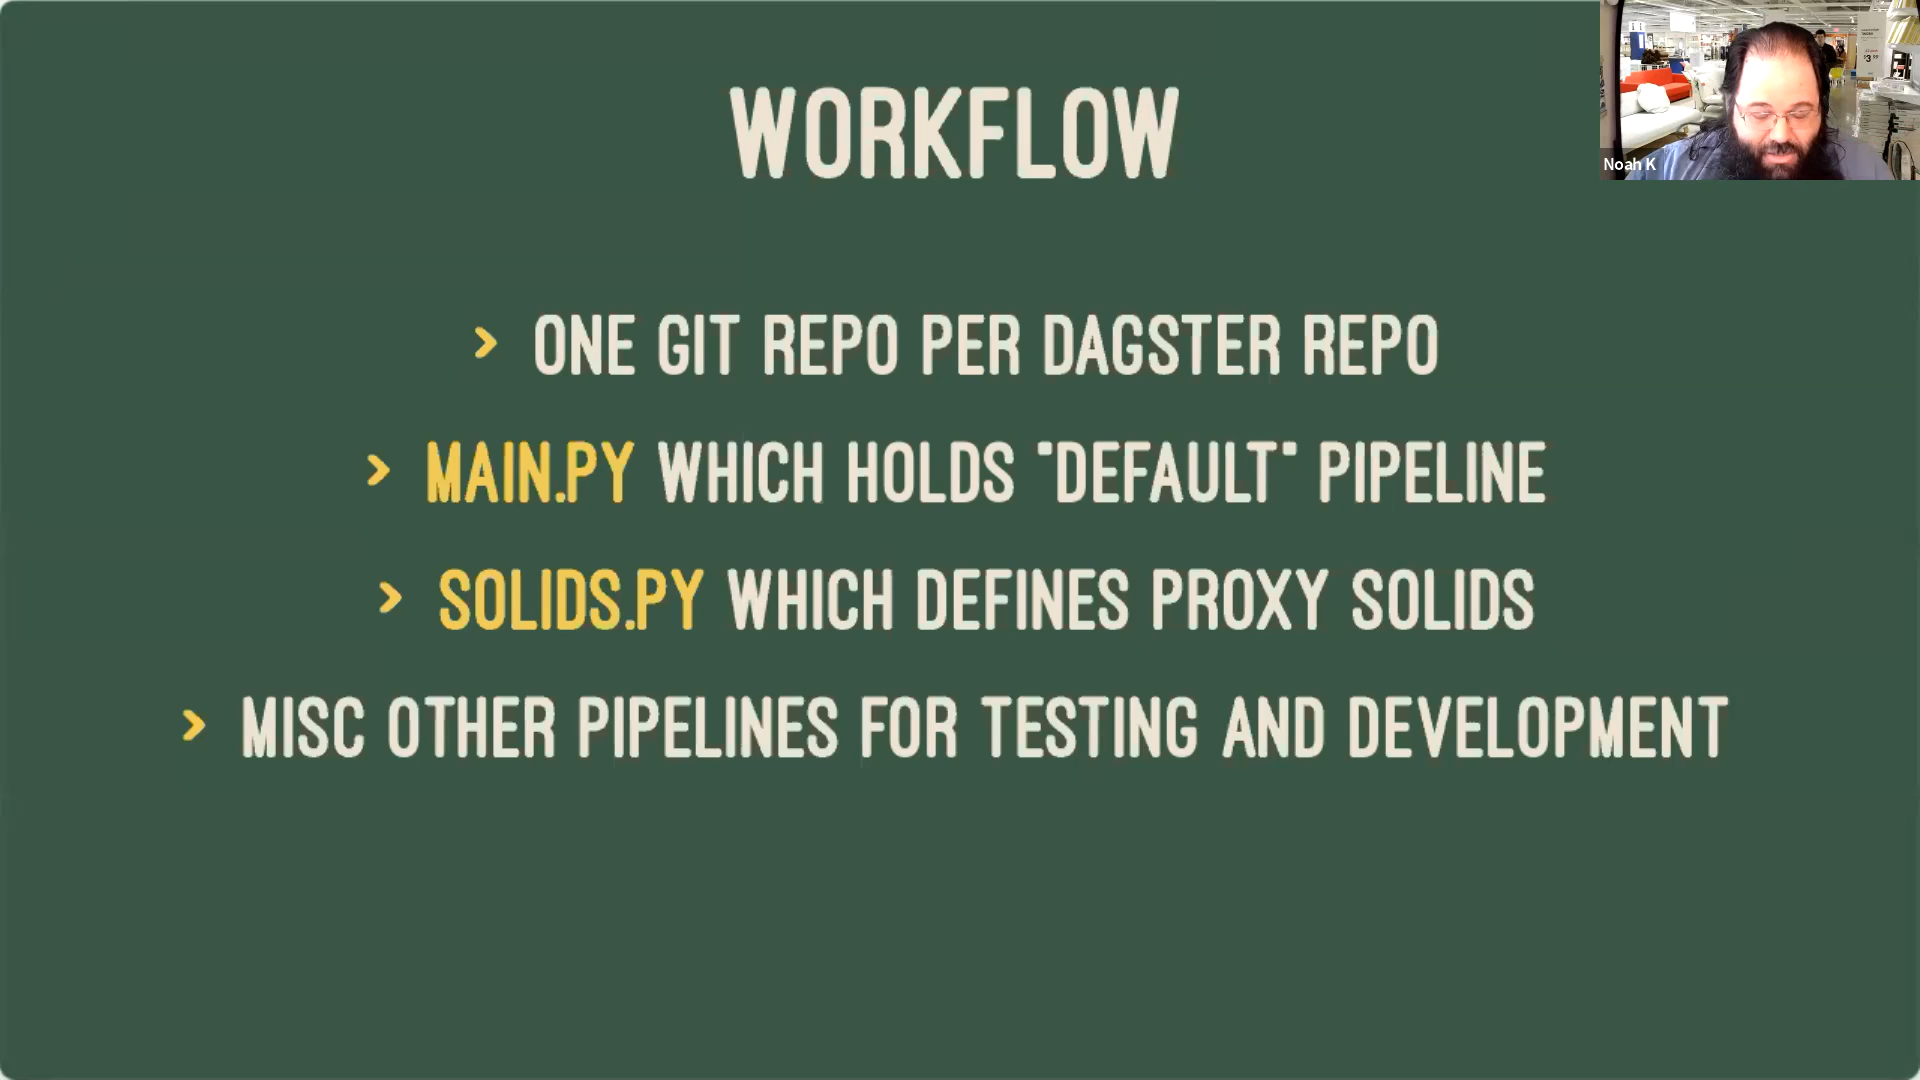 WORKFLOW
> ONE GIT REPO PER DAGSTER REPO
> MAIN.PY WHICH HOLDS "DEFAULT" PIPELINE
> SOLIDS.PY WHICH DEFINES PROXY SOLIDS
> MISC OTHER PIPELINES FOR TESTING AND DEVELOPMENT
Noah K